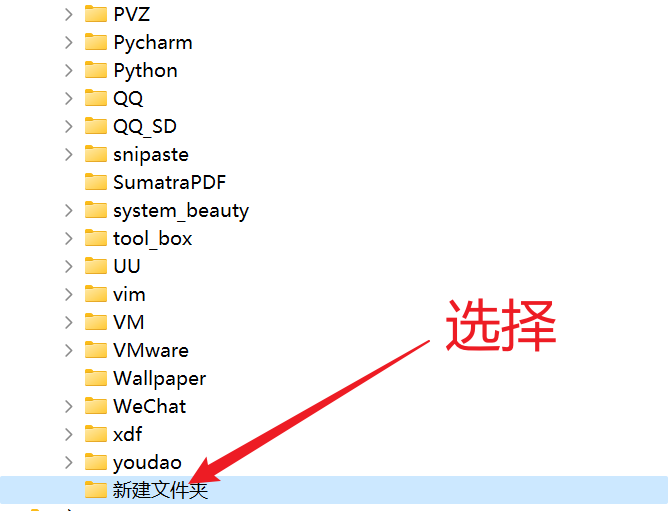 PVZ
Pycharm
Python
QQ
QQ_SD
snipaste
SumatraPDF
system_beauty
tool_box
UU
vim
VM
选择
VMware
Wallpaper
WeChat
xdf
youdao
新建文件夹